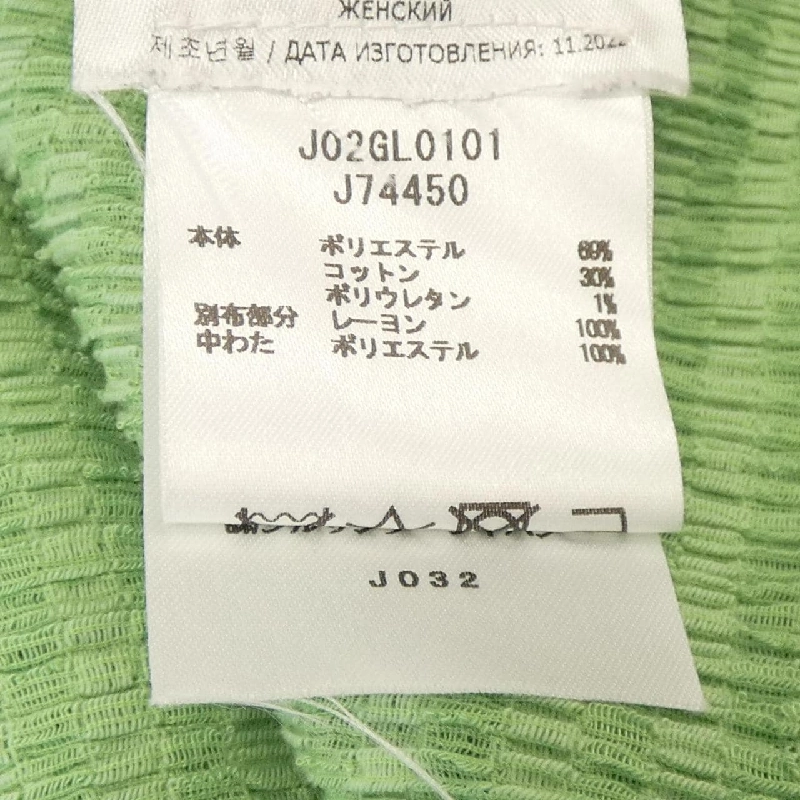 ЖЕНСКИЙ
제조년월 / ДАТА ИЗГОТОВЛЕНИЯ: 11.2022
J02GL0101
J74450
本体 ポリエステル 69%
コットン 30%
ポリウレタン 1%
別布部分 レーヨン 100%
中わた ポリエステル 100%
J032